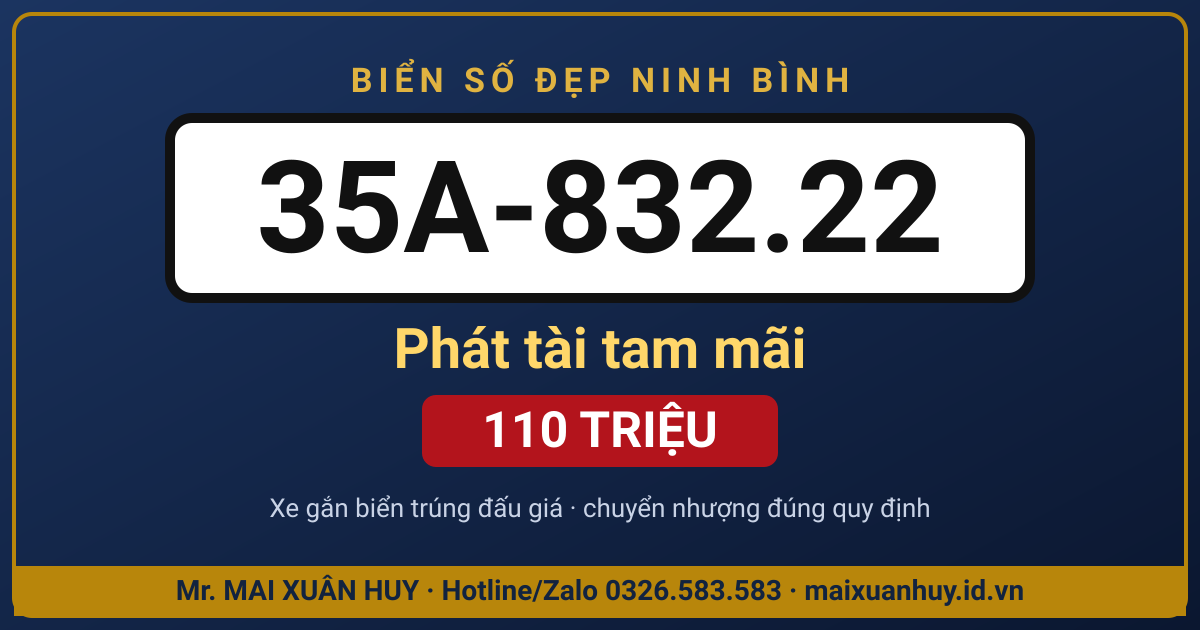 BIỂN SỐ ĐẸP NINH BÌNH
35A-832.22
Phát tài tam mãi
110 TRIỆU
Xe gắn biển trúng đấu giá · chuyển nhượng đúng quy định
Mr. MAI XUÂN HUY · Hotline/Zalo 0326.583.583 · maixuanhuy.id.vn